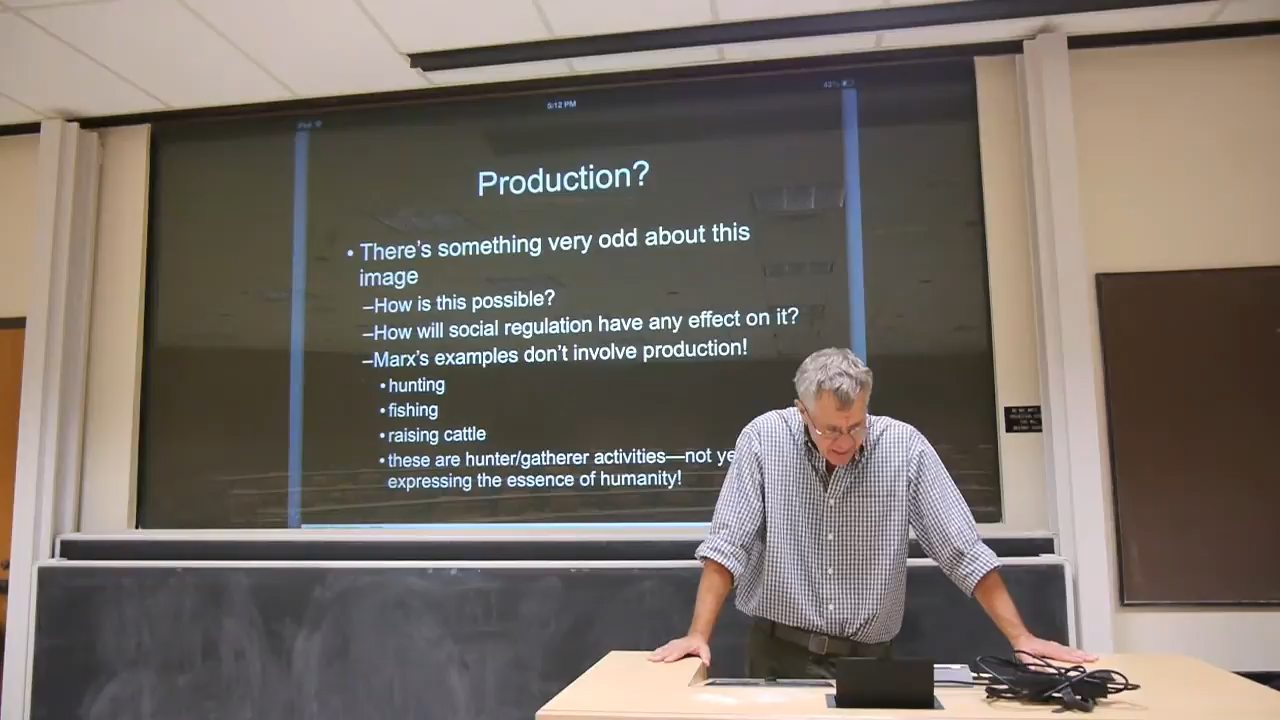 5:12 PM
42%
iPad
Production?
• There's something very odd about this
image
–How is this possible?
–How will social regulation have any effect on it?
–Marx's examples don't involve production!
•hunting
•fishing
•raising cattle
•these are hunter/gatherer activities—not ye
expressing the essence of humanity!